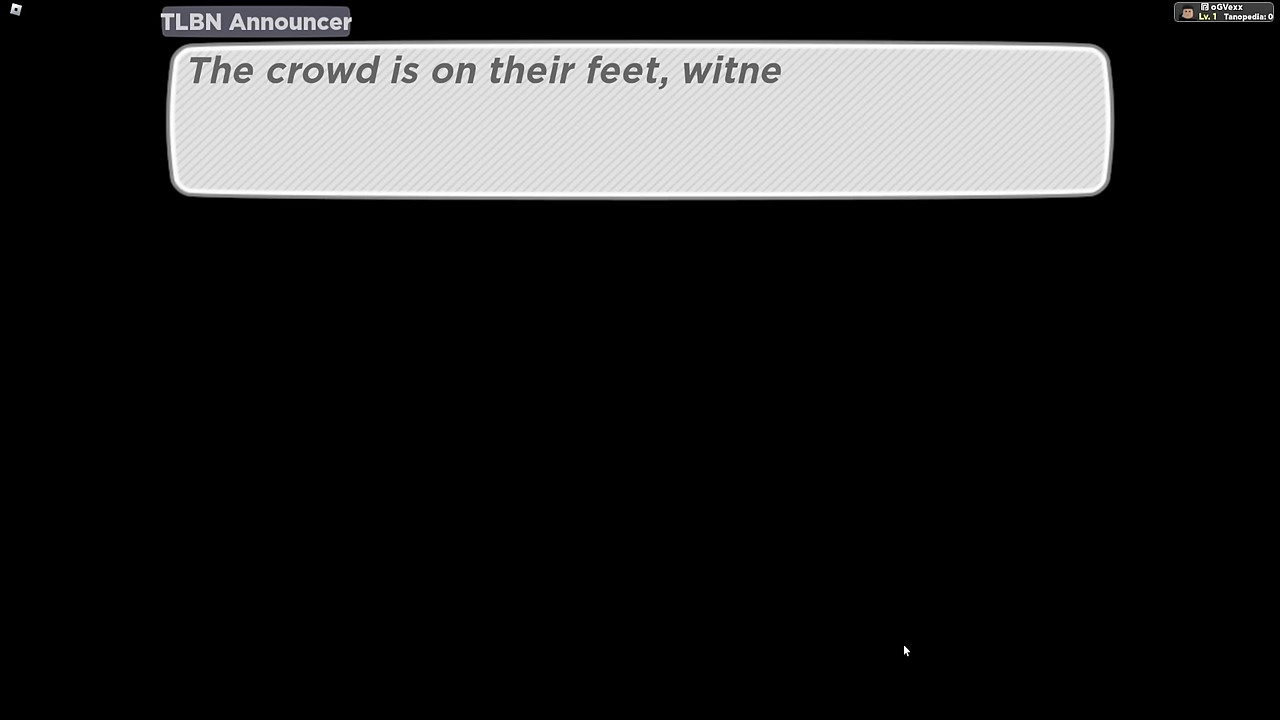 TLBN Announcer
oGVexx
Lv. 1 Tanopedia: 0
The crowd is on their feet, witne